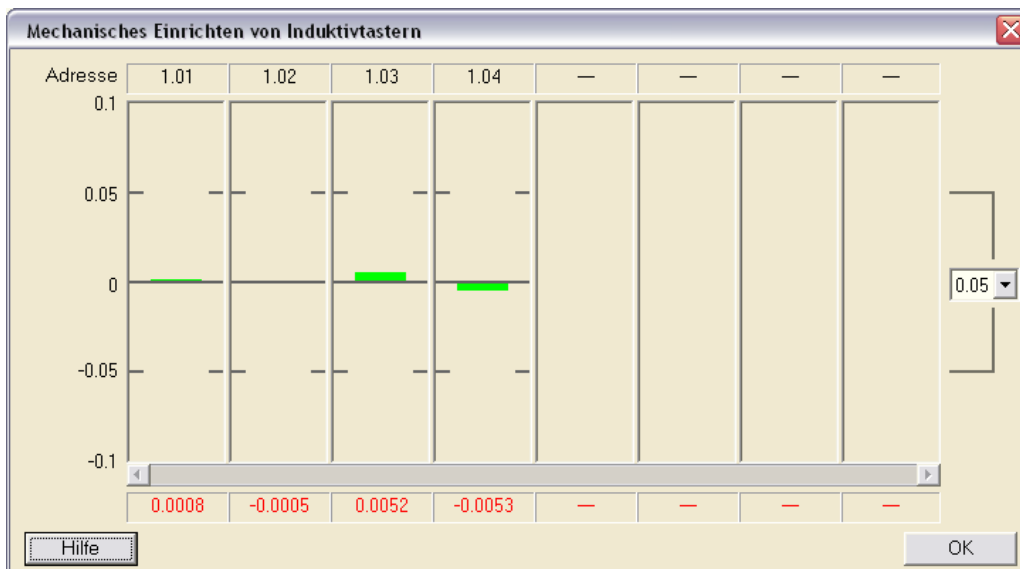 Mechanisches Einrichten von Induktivtastern
Adresse 1.01 1.02 1.03 1.04 — — — —
0.1
0.05
0 0.05
-0.05
-0.1
0.0008 -0.0005 0.0052 -0.0053 — — — —
Hilfe OK